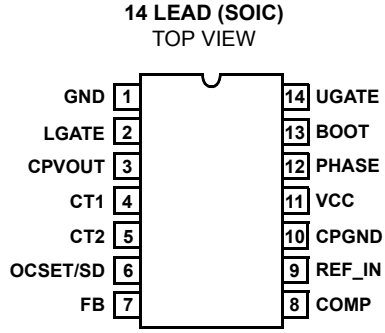 14 LEAD (SOIC)
TOP VIEW
GND 1 14 UGATE
LGATE 2 13 BOOT
CPVOUT 3 12 PHASE
CT1 4 11 VCC
CT2 5 10 CPGND
OCSET/SD 6 9 REF_IN
FB 7 8 COMP